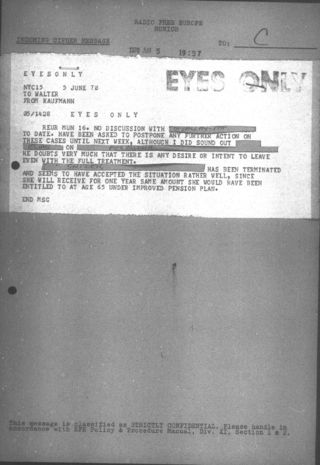 RADIO FREE EUROPE
MUNICH
INCOMING CIPHER MESSAGE
TO: C
1978 JUN 5 19:57
EYES ONLY
EYESONLY
NYC15 5 JUNE 78
TO WALTER
FROM KAUFMANN
05/1428 EYES ONLY
REUR MUN 16. NO DISCUSSION WITH
TO DATE. HAVE BEEN ASKED TO POSTPONE ANY FURTHER ACTION ON
THESE CASES UNTIL NEXT WEEK, ALTHOUGH I DID SOUND OUT
ON
HE DOUBTS VERY MUCH THAT THERE IS ANY DESIRE OR INTENT TO LEAVE
EVEN WITH THE FULL TREATMENT.
HAS BEEN TERMINATED
AND SEEMS TO HAVE ACCEPTED THE SITUATION RATHER WELL, SINCE
SHE WILL RECEIVE FOR ONE YEAR SAME AMOUNT SHE WOULD HAVE BEEN
ENTITLED TO AT AGE 65 UNDER IMPROVED PENSION PLAN.
END MSG
This message is classified as STRICTLY CONFIDENTIAL. Please handle in
accordance with RFE Policy & Procedure Manual, Div. XI, Section 1 & 2.